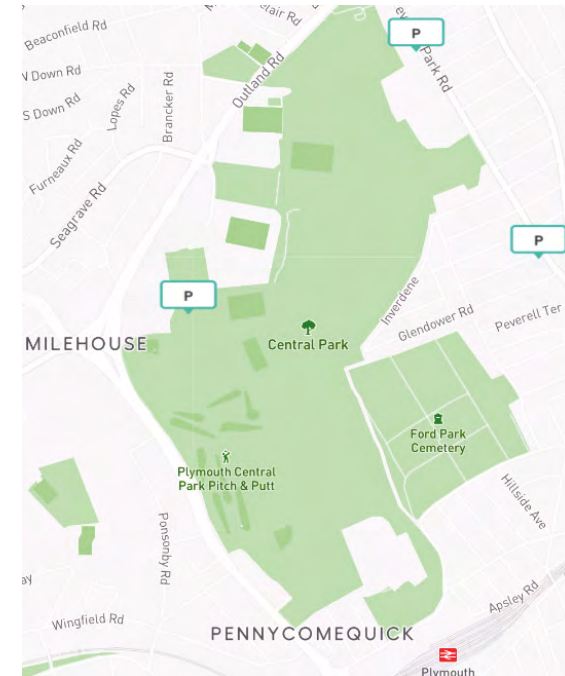 Beaconfield Rd
Outland Rd
P
Park Rd
W Down Rd
S Down Rd
Lopes Rd
Brancker Rd
Furneaux Rd
Seagrave Rd
P
P
Inverdene
Glendower Rd
Peverell Ter
MILEHOUSE
Central Park
Ford Park
Cemetery
Plymouth Central
Park Pitch & Putt
Hillside Ave
Ponsonby Rd
Apsley Rd
Wingfield Rd
PENNYCOMEQUICK
Plymouth